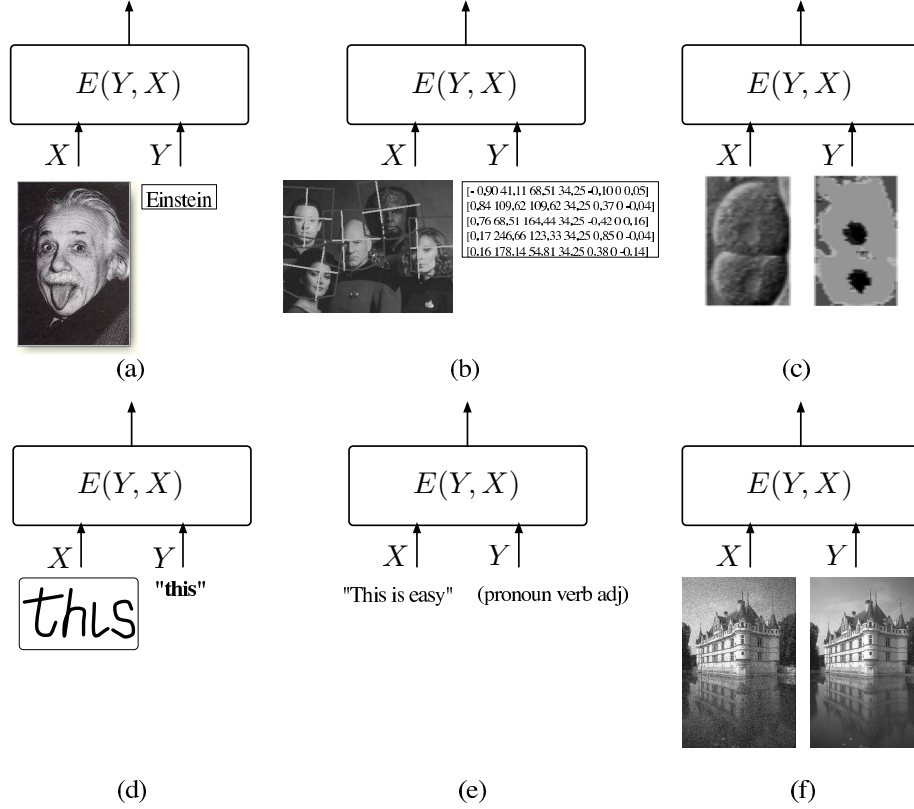 E(Y, X) E(Y, X) E(Y, X)
X Y X Y X Y
Einstein
[- 0,90 41,11 68,51 34,25 -0,10 0 0,05]
[0,84 109,62 109,62 34,25 0,37 0 -0,04]
[0,76 68,51 164,44 34,25 -0,42 0 0,16]
[0,17 246,66 123,33 34,25 0,85 0 -0,04]
[0,16 178,14 54,81 34,25 0,38 0 -0,14]
(a) (b) (c)
E(Y, X) E(Y, X) E(Y, X)
X Y X Y X Y
this "this" "This is easy" (pronoun verb adj)
(d) (e) (f)